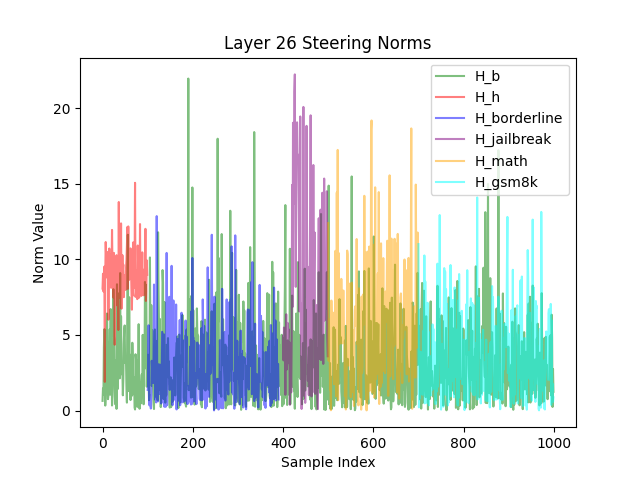 Layer 26 Steering Norms
H_b
H_h
H_borderline
H_jailbreak
H_math
H_gsm8k
Norm Value
20
15
10
5
0
0
200
400
600
800
1000
Sample Index